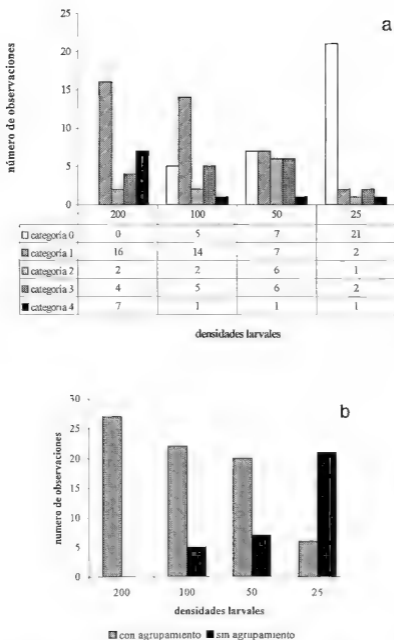 a
25
20
15
10
5
0
número de observaciones
200 100 50 25
categoria 0 0 5 7 21
categoria 1 16 14 7 2
categoria 2 2 2 6 1
categoria 3 4 5 6 2
categoria 4 7 1 1 1
densidades larvales
b
30
25
20
15
10
5
0
numero de observaciones
200 100 50 25
densidades larvales
con agrupamiento sin agrupamiento